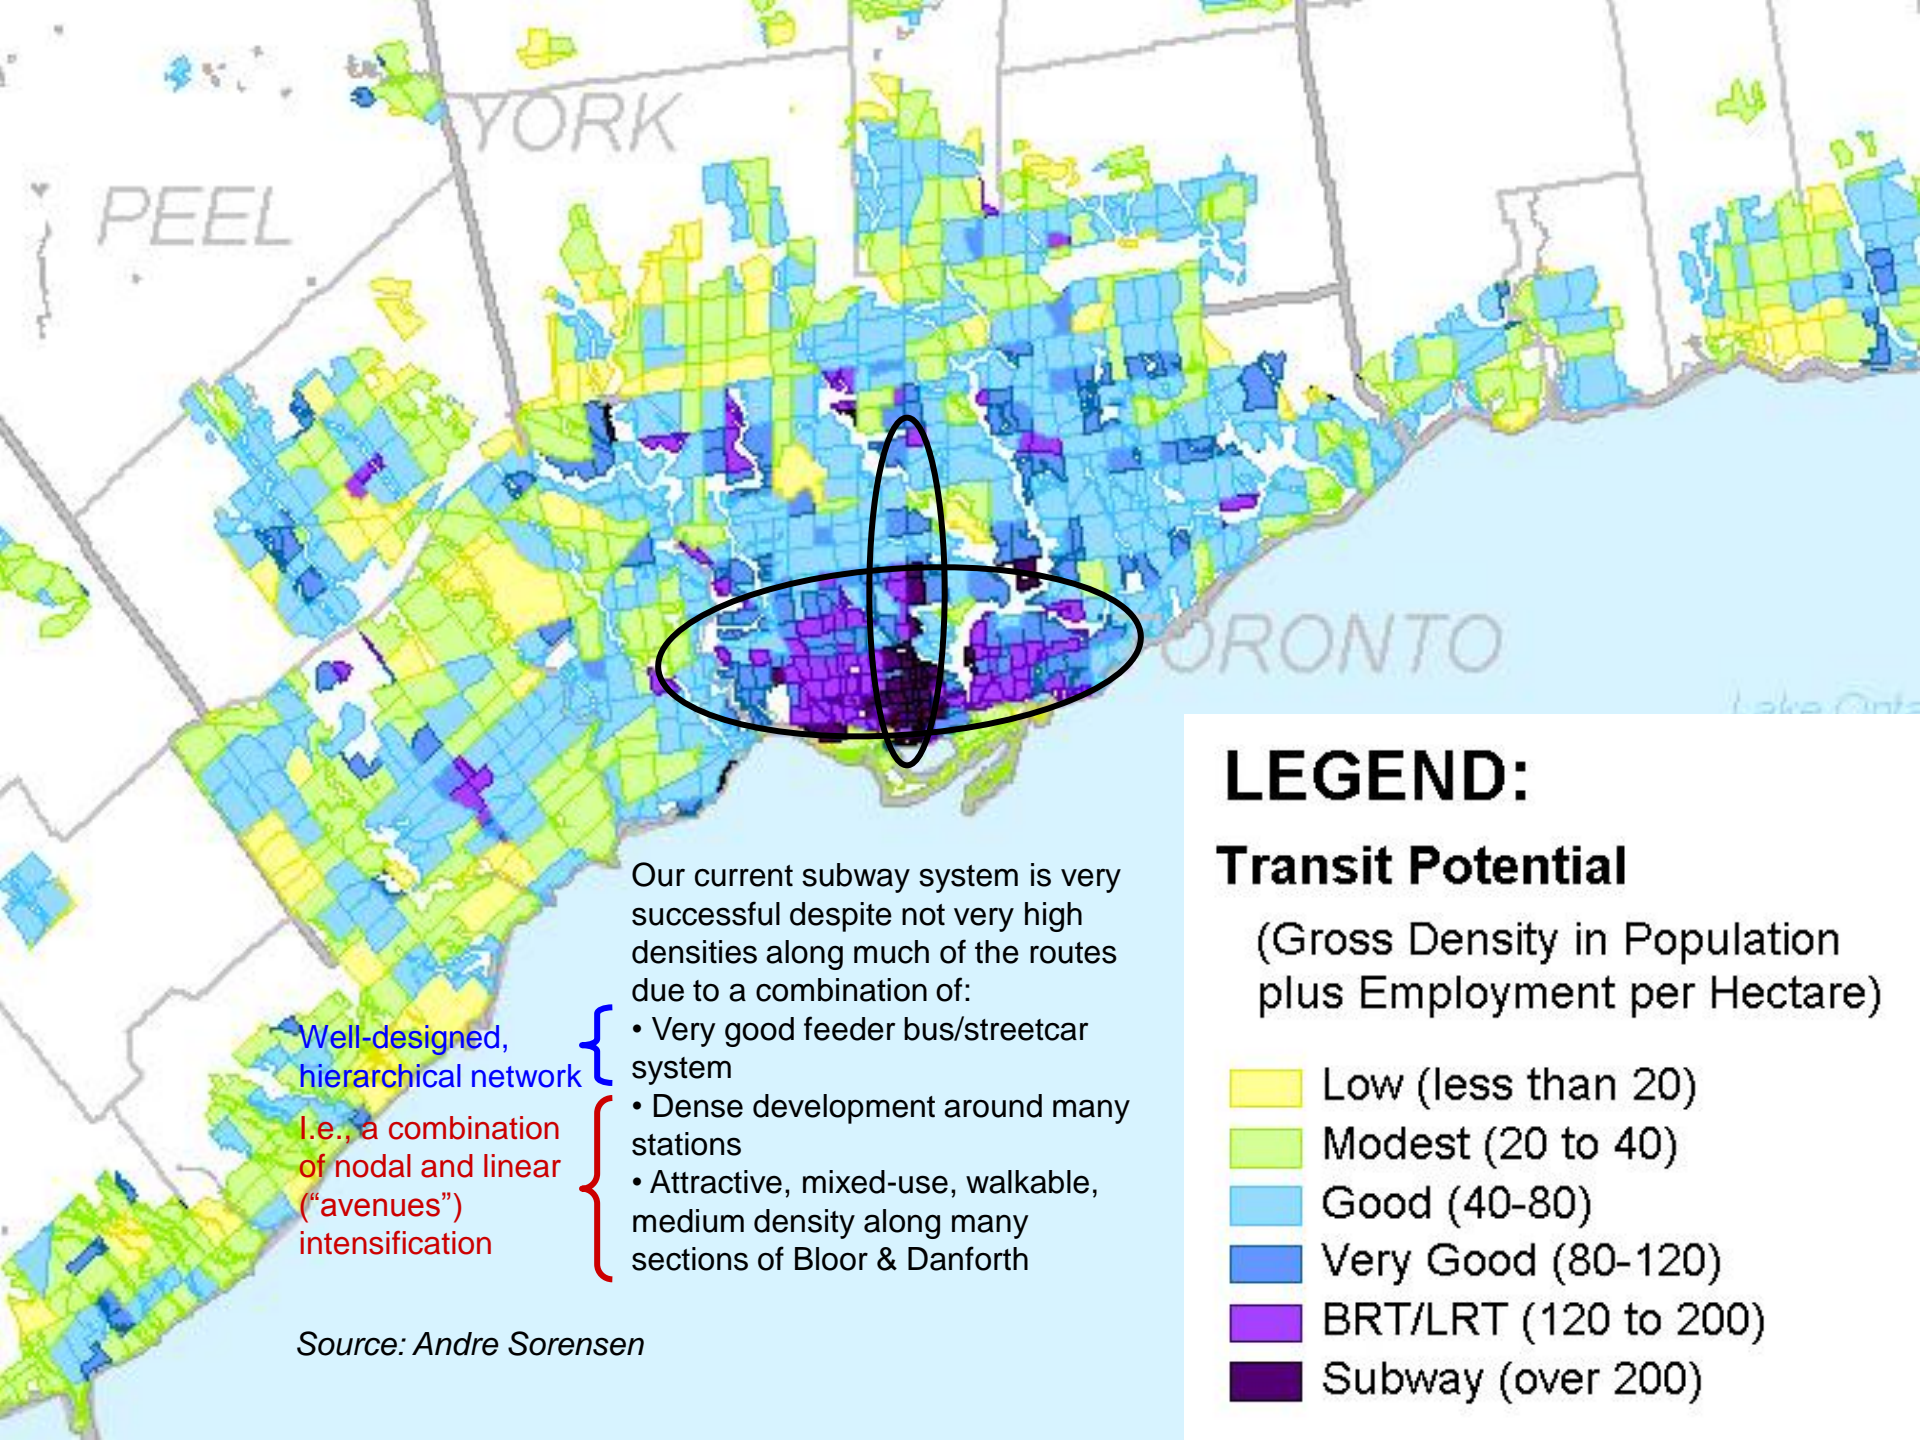 YORK
PEEL
TORONTO
Our current subway system is very
successful despite not very high
densities along much of the routes
due to a combination of:
• Very good feeder bus/streetcar
system
• Dense development around many
stations
• Attractive, mixed-use, walkable,
medium density along many
sections of Bloor & Danforth
Well-designed,
hierarchical network
I.e., a combination
of nodal and linear
(“avenues”)
intensification
Source: Andre Sorensen
Lake Onta
LEGEND:
Transit Potential
(Gross Density in Population
plus Employment per Hectare)
Low (less than 20)
Modest (20 to 40)
Good (40-80)
Very Good (80-120)
BRT/LRT (120 to 200)
Subway (over 200)